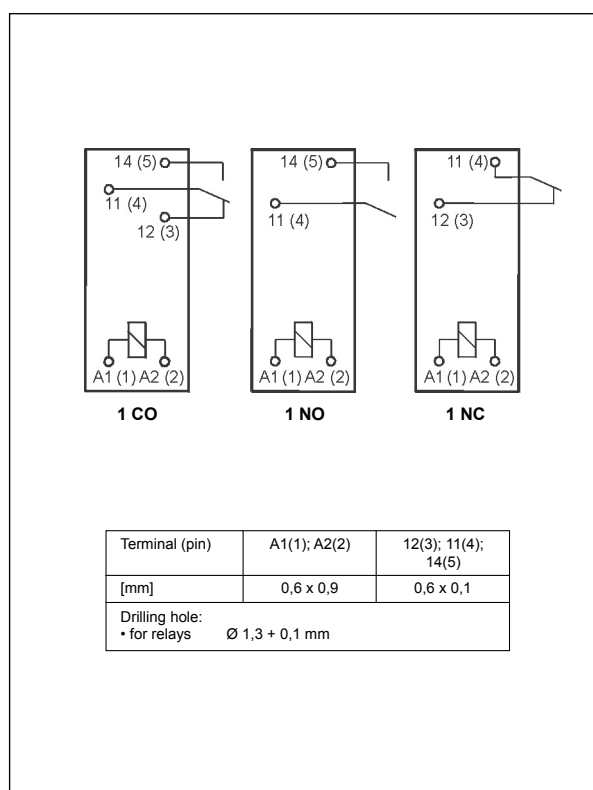 14 (5)
11 (4)
12 (3)
A1 (1) A2 (2)
1 CO
14 (5)
11 (4)
A1 (1) A2 (2)
1 NO
11 (4)
12 (3)
A1 (1) A2 (2)
1 NC
Terminal (pin) A1(1); A2(2) 12(3); 11(4);
14(5)
[mm] 0,6 x 0,9 0,6 x 0,1
Drilling hole:
• for relays Ø 1,3 + 0,1 mm